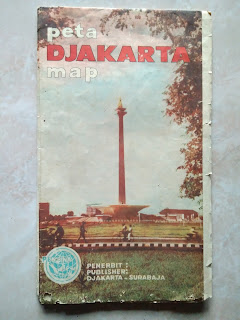 peta
DJAKARTA
map
PENERBIT :
PUBLISHER:
DJAKARTA - SURABAJA